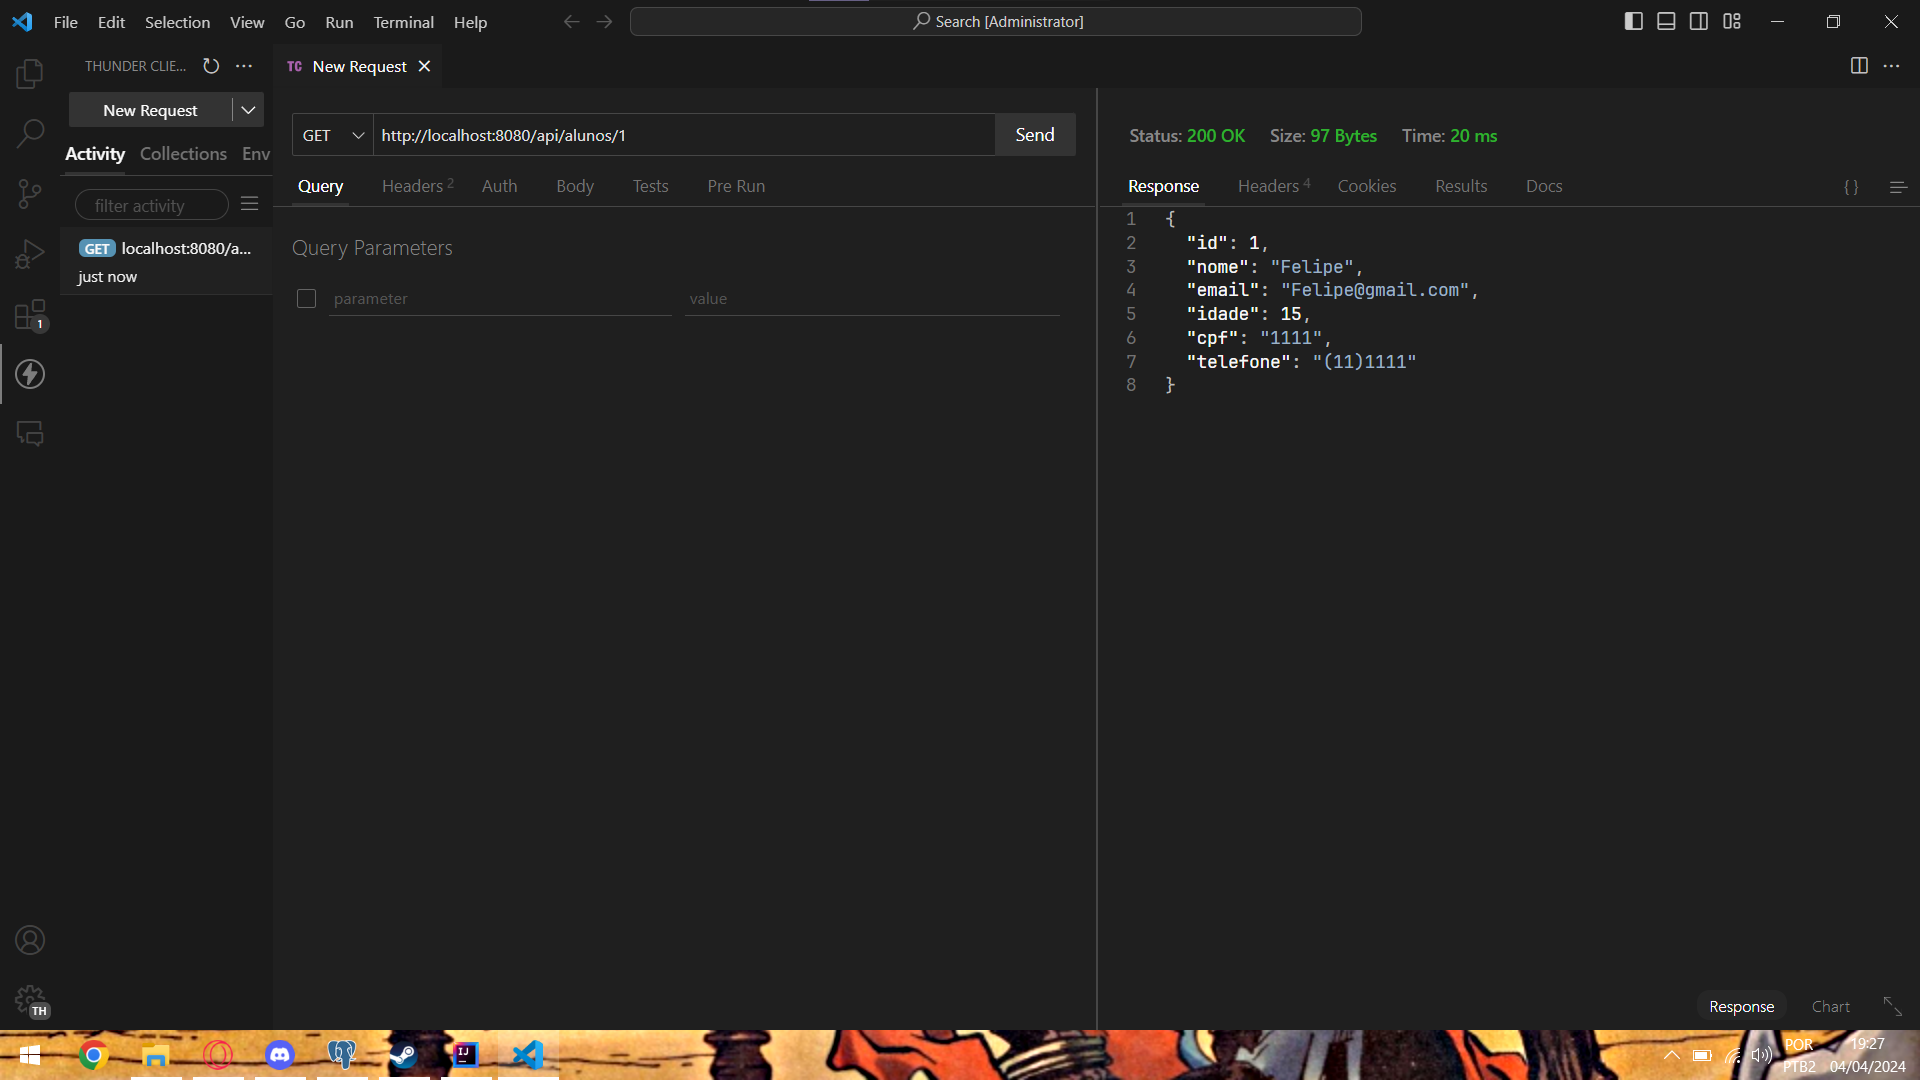 File Edit Selection View Go Run Terminal Help
Search [Administrator]
THUNDER CLIE...
TC New Request
New Request
GET http://localhost:8080/api/alunos/1 Send
Status: 200 OK Size: 97 Bytes Time: 20 ms
Activity Collections Env
Query Headers 2 Auth Body Tests Pre Run
Response Headers 4 Cookies Results Docs { }
filter activity
GET localhost:8080/a...
just now
Query Parameters
parameter value
1 {
2 "id": 1,
3 "nome": "Felipe",
4 "email": "Felipe@gmail.com",
5 "idade": 15,
6 "cpf": "1111",
7 "telefone": "(11)1111"
8 }
1
TH
Response Chart
IJ
POR 19:27
PTB2 04/04/2024